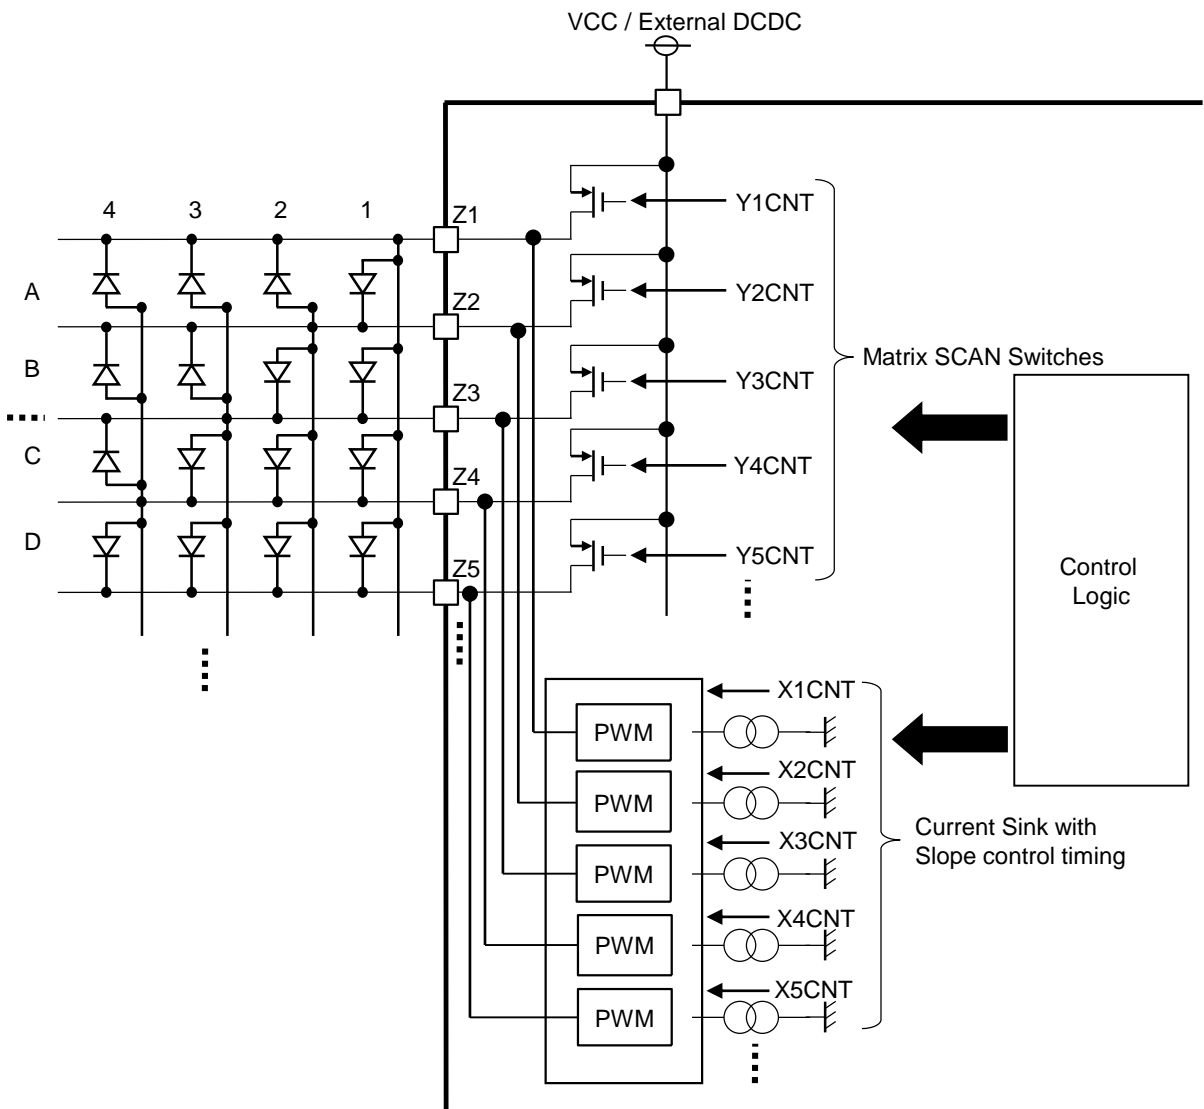 VCC / External DCDC
4 3 2 1
Z1
Y1CNT
A
Z2
Y2CNT
B
Matrix SCAN Switches
Z3
Y3CNT
C
Z4
Y4CNT
D
Z5
Y5CNT
Control
Logic
X1CNT
PWM
X2CNT
PWM
Current Sink with
Slope control timing
X3CNT
PWM
X4CNT
PWM
X5CNT
PWM